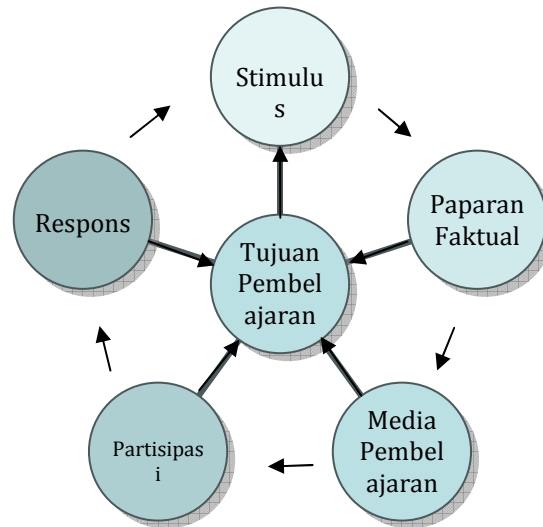 Stimulu
s
Respons
Paparan
Faktual
Tujuan
Pembel
ajaran
Partisipas
i
Media
Pembel
ajaran